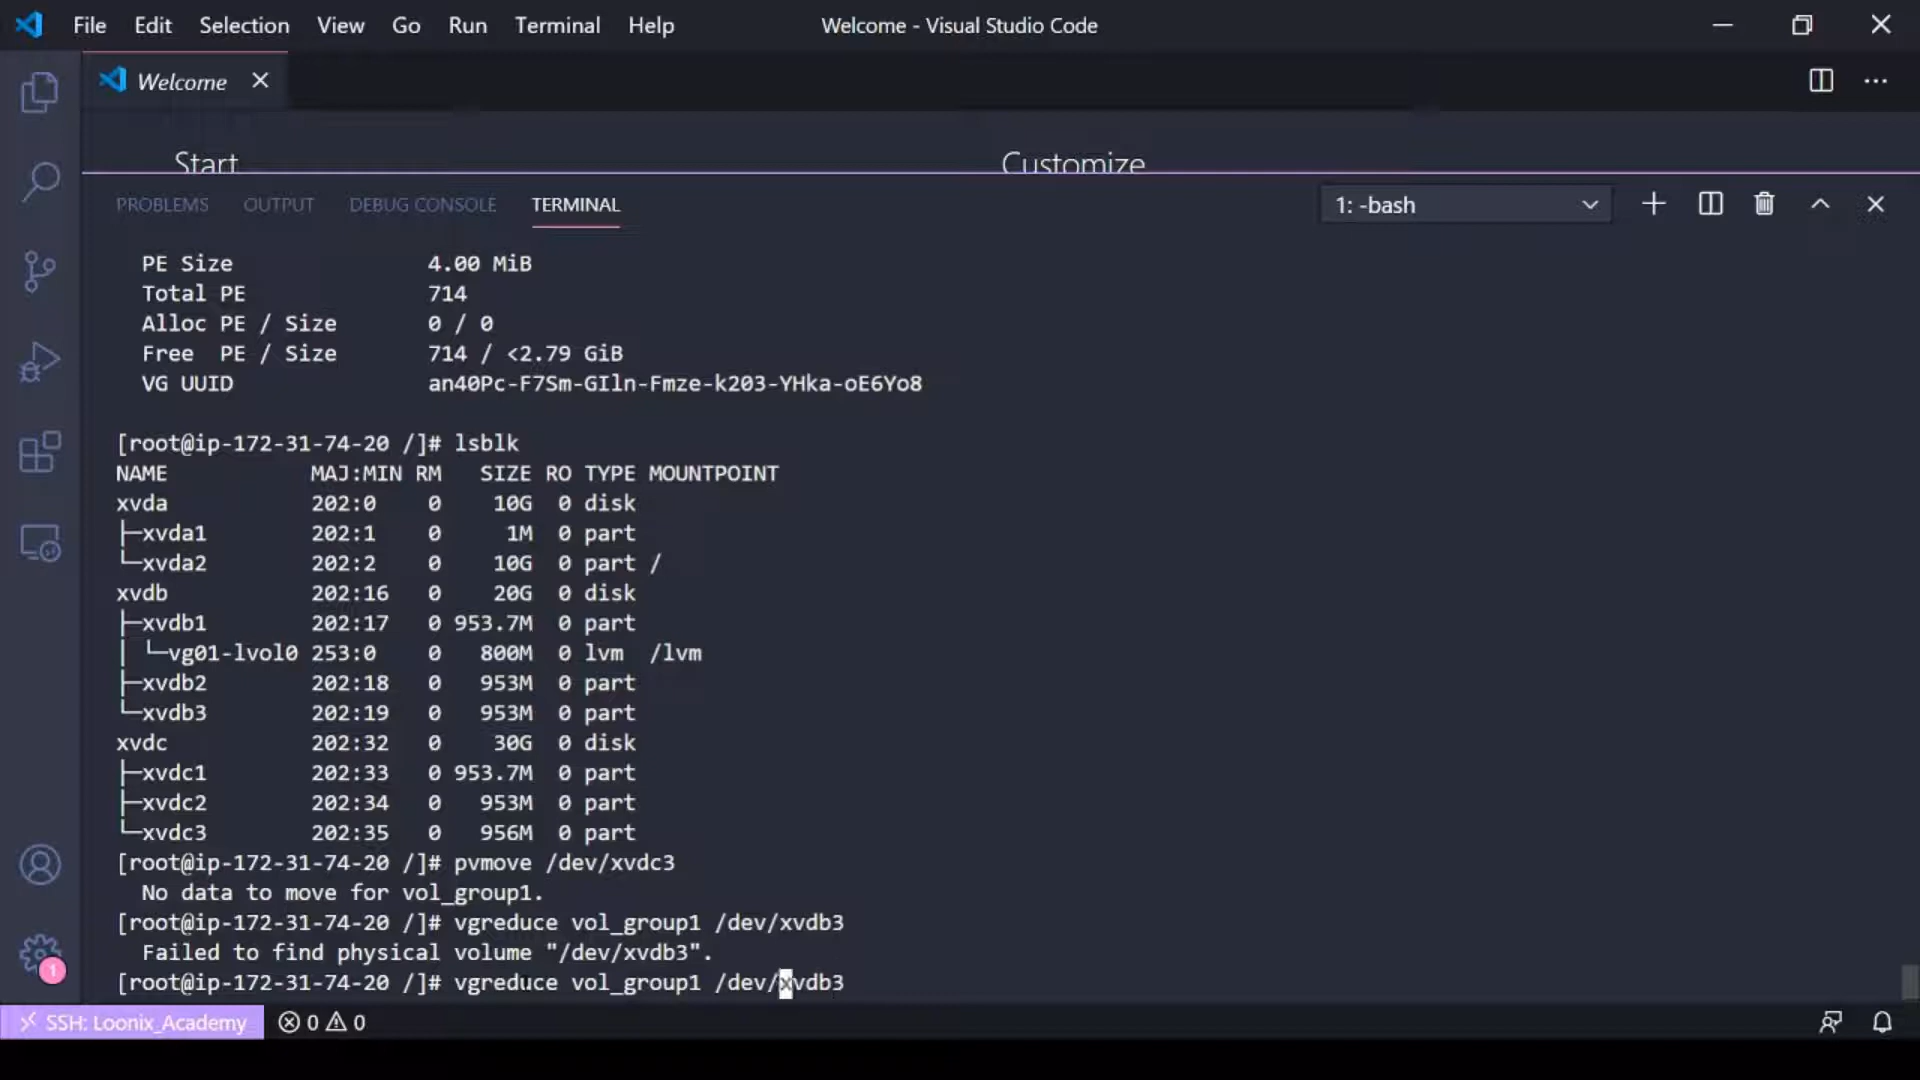 File Edit Selection View Go Run Terminal Help Welcome - Visual Studio Code
Welcome
Start Customize
PROBLEMS OUTPUT DEBUG CONSOLE TERMINAL 1: -bash
PE Size 4.00 MiB
Total PE 714
Alloc PE / Size 0 / 0
Free PE / Size 714 / <2.79 GiB
VG UUID an40Pc-F7Sm-GIln-Fmze-k203-YHka-oE6Yo8
[root@ip-172-31-74-20 /]# lsblk
NAME MAJ:MIN RM SIZE RO TYPE MOUNTPOINT
xvda 202:0 0 10G 0 disk
├─xvda1 202:1 0 1M 0 part
└─xvda2 202:2 0 10G 0 part /
xvdb 202:16 0 20G 0 disk
├─xvdb1 202:17 0 953.7M 0 part
│ └─vg01-lvol0 253:0 0 800M 0 lvm /lvm
├─xvdb2 202:18 0 953M 0 part
└─xvdb3 202:19 0 953M 0 part
xvdc 202:32 0 30G 0 disk
├─xvdc1 202:33 0 953.7M 0 part
├─xvdc2 202:34 0 953M 0 part
└─xvdc3 202:35 0 956M 0 part
[root@ip-172-31-74-20 /]# pvmove /dev/xvdc3
No data to move for vol_group1.
[root@ip-172-31-74-20 /]# vgreduce vol_group1 /dev/xvdb3
Failed to find physical volume "/dev/xvdb3".
[root@ip-172-31-74-20 /]# vgreduce vol_group1 /dev/xvdb3
1
SSH: Loonix_Academy 0 0